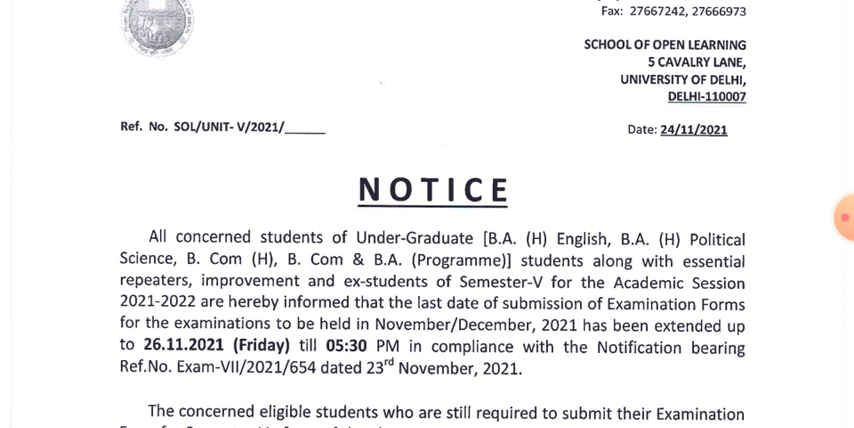 Fax: 27667242, 27666973
SCHOOL OF OPEN LEARNING
5 CAVALRY LANE,
UNIVERSITY OF DELHI,
DELHI-110007
Ref. No. SOL/UNIT- V/2021/______
Date: 24/11/2021
NOTICE
All concerned students of Under-Graduate [B.A. (H) English, B.A. (H) Political
Science, B. Com (H), B. Com & B.A. (Programme)] students along with essential
repeaters, improvement and ex-students of Semester-V for the Academic Session
2021-2022 are hereby informed that the last date of submission of Examination Forms
for the examinations to be held in November/December, 2021 has been extended up
to 26.11.2021 (Friday) till 05:30 PM in compliance with the Notification bearing
Ref.No. Exam-VII/2021/654 dated 23rd November, 2021.
The concerned eligible students who are still required to submit their Examination